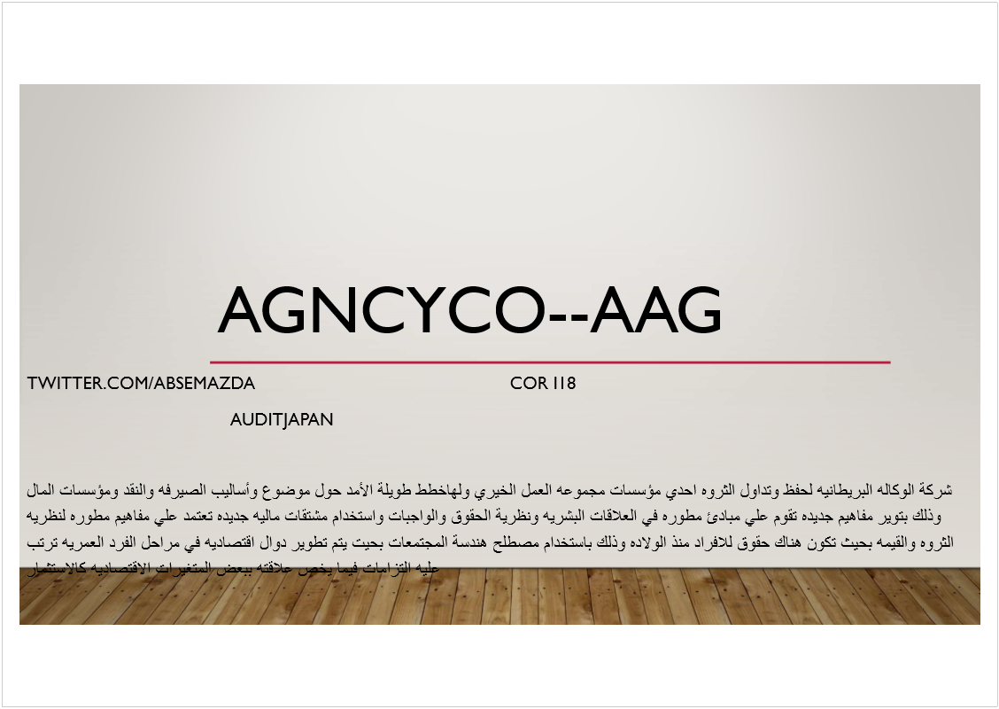 AGNCYCO--AAG
TWITTER.COM/ABSEMAZDA COR 118
AUDITJAPAN
شركة الوكاله البريطانيه لحفظ وتداول الثروه احدي مؤسسات مجموعه العمل الخيري ولهاخطط طويلة الأمد حول موضوع وأساليب الصيرفه والنقد ومؤسسات المال
وذلك بتوير مفاهيم جديده تقوم علي مبادئ مطوره في العلاقات البشريه ونظرية الحقوق والواجبات واستخدام مشتقات ماليه جديده تعتمد علي مفاهيم مطوره لنظريه
الثروه والقيمه بحيث تكون هناك حقوق للافراد منذ الولاده وذلك باستخدام مصطلح هندسة المجتمعات بحيت يتم تطوير دوال اقتصاديه في مراحل الفرد العمريه ترتب
عليه التزامات فيما يخص علاقته ببعض المتغيرات الاقتصاديه كالاستثمار